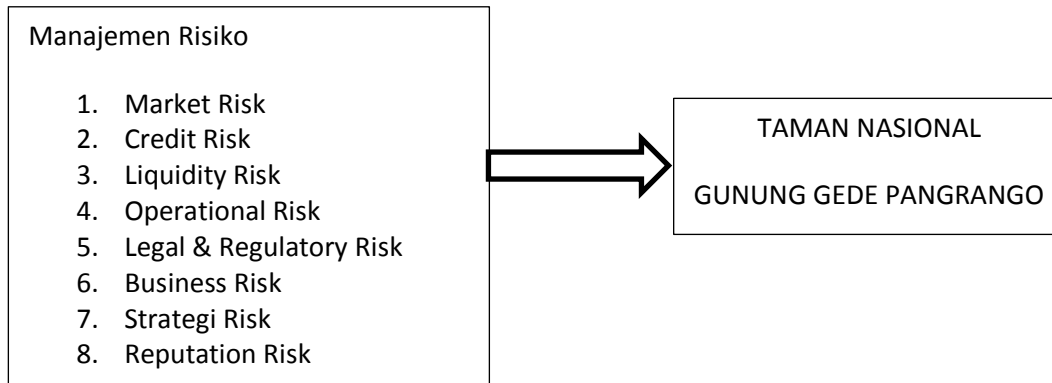 Manajemen Risiko
1. Market Risk
2. Credit Risk
3. Liquidity Risk
4. Operational Risk
5. Legal & Regulatory Risk
6. Business Risk
7. Strategi Risk
8. Reputation Risk
TAMAN NASIONAL
GUNUNG GEDE PANGRANGO